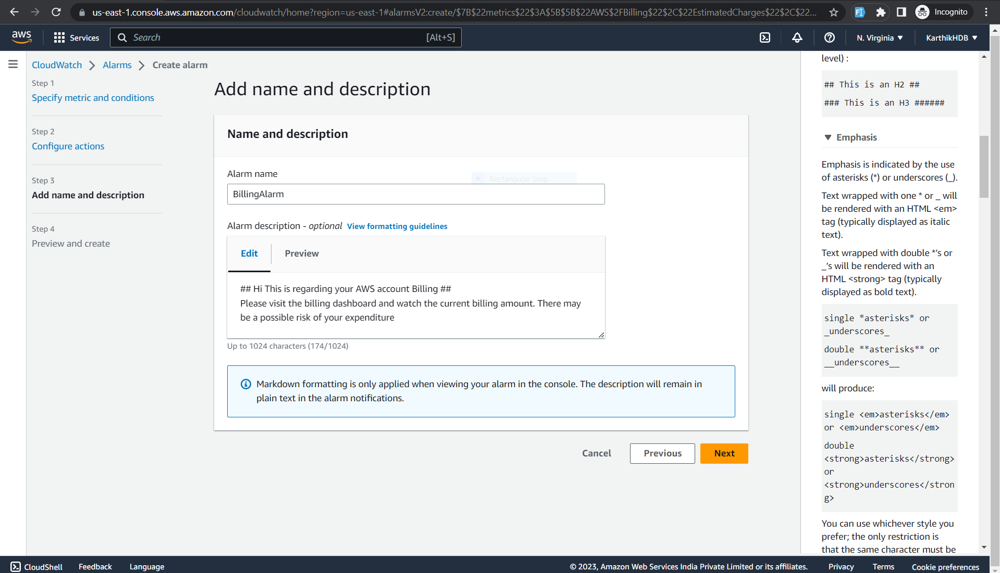 us-east-1.console.aws.amazon.com/cloudwatch/home?region=us-east-1#alarmsV2:create/$7B$22metrics$22$3A$5B$5B$22AWS$2FBilling$22$2C$22EstimatedCharges$22$2C$22...
Incognito
aws
Services
Search
[Alt+S]
N. Virginia
KarthikHDB
CloudWatch
Alarms
Create alarm
Step 1
Specify metric and conditions
Step 2
Configure actions
Step 3
Add name and description
Step 4
Preview and create
Add name and description
Name and description
Alarm name
Rectangular Snip
BillingAlarm
Alarm description - optional View formatting guidelines
Edit
Preview
## Hi This is regarding your AWS account Billing ##
Please visit the billing dashboard and watch the current billing amount. There may
be a possible risk of your expenditure
Up to 1024 characters (174/1024)
Markdown formatting is only applied when viewing your alarm in the console. The description will remain in
plain text in the alarm notifications.
Cancel
Previous
Next
level) :
## This is an H2 ##
### This is an H3 ######
Emphasis
Emphasis is indicated by the use
of asterisks (*) or underscores (_).
Text wrapped with one * or _ will
be rendered with an HTML <em>
tag (typically displayed as italic
text).
Text wrapped with double *’s or
_’s will be rendered with an
HTML <strong> tag (typically
displayed as bold text).
single *asterisks* or
_underscores_
double **asterisks** or
__underscores__
will produce:
single <em>asterisks</em>
or <em>underscores</em>
double
<strong>asterisks</strong>
or
<strong>underscores</stron
g>
You can use whichever style you
prefer; the only restriction is
that the same character must be
CloudShell
Feedback
Language
© 2023, Amazon Web Services India Private Limited or its affiliates.
Privacy
Terms
Cookie preferences